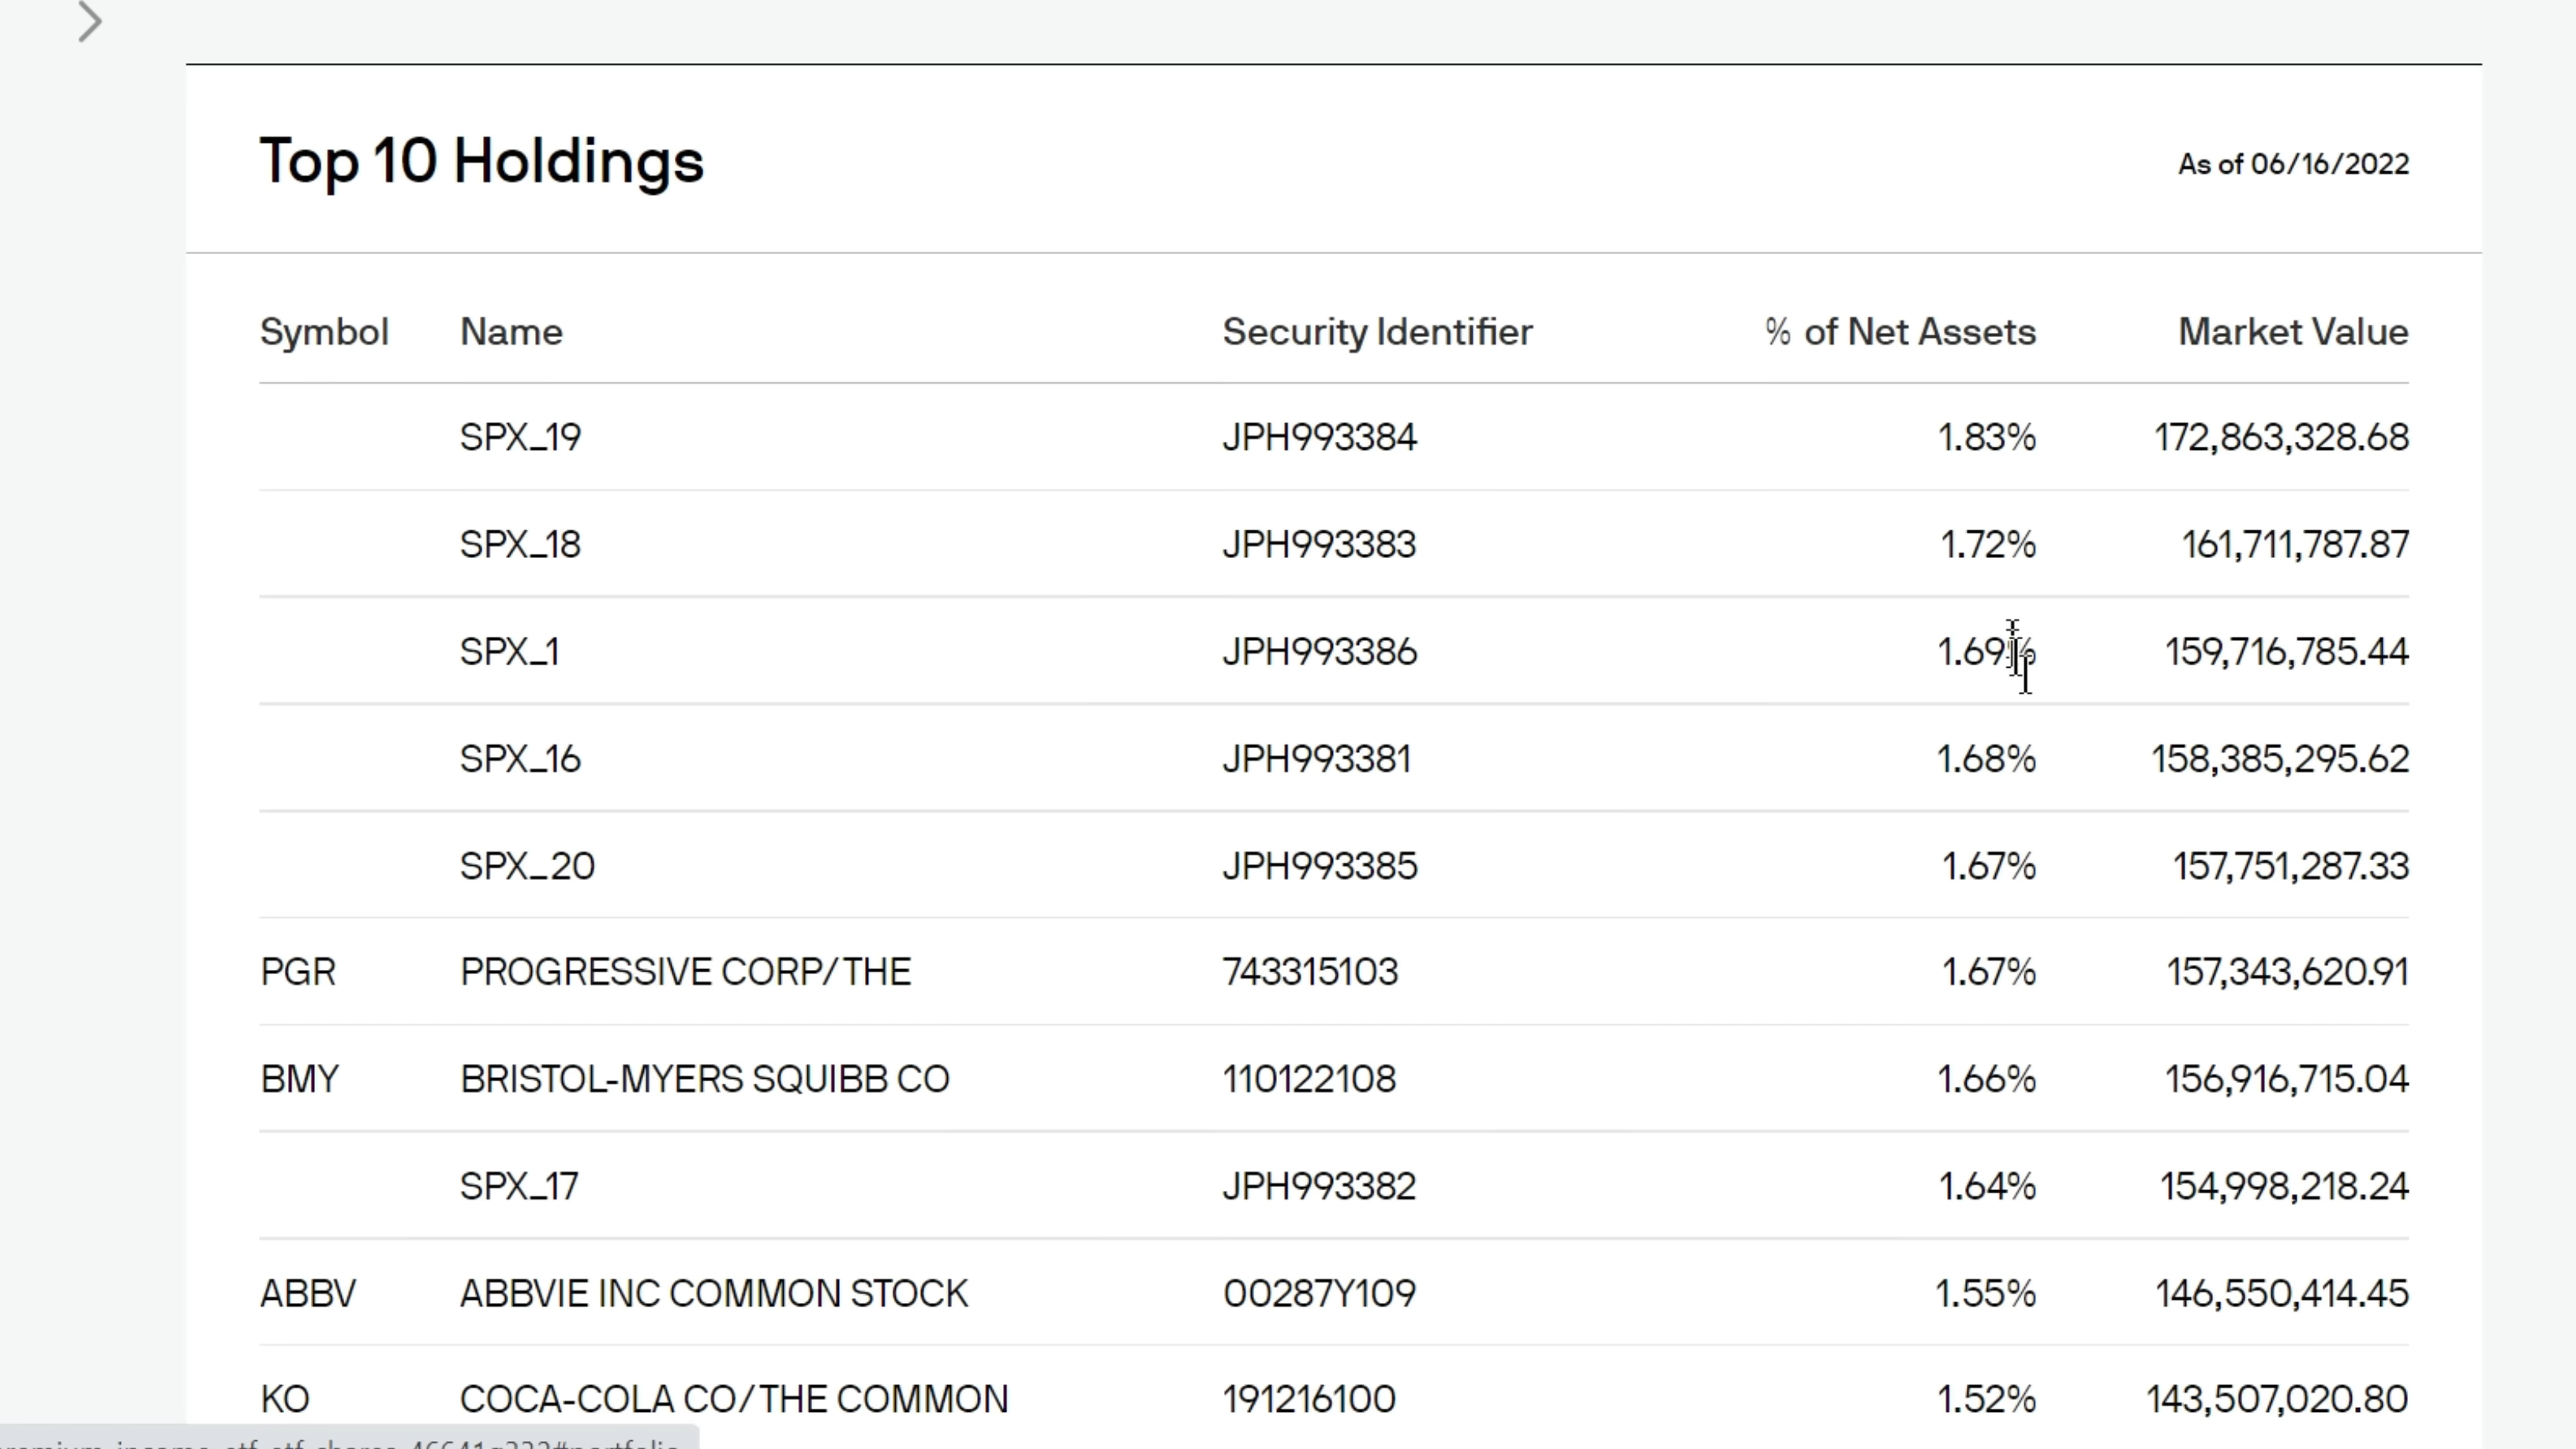 Top 10 Holdings As of 06/16/2022
Symbol Name Security Identifier % of Net Assets Market Value
SPX_19 JPH993384 1.83% 172,863,328.68
SPX_18 JPH993383 1.72% 161,711,787.87
SPX_1 JPH993386 1.69% 159,716,785.44
SPX_16 JPH993381 1.68% 158,385,295.62
SPX_20 JPH993385 1.67% 157,751,287.33
PGR PROGRESSIVE CORP/THE 743315103 1.67% 157,343,620.91
BMY BRISTOL-MYERS SQUIBB CO 110122108 1.66% 156,916,715.04
SPX_17 JPH993382 1.64% 154,998,218.24
ABBV ABBVIE INC COMMON STOCK 00287Y109 1.55% 146,550,414.45
KO COCA-COLA CO/THE COMMON 191216100 1.52% 143,507,020.80